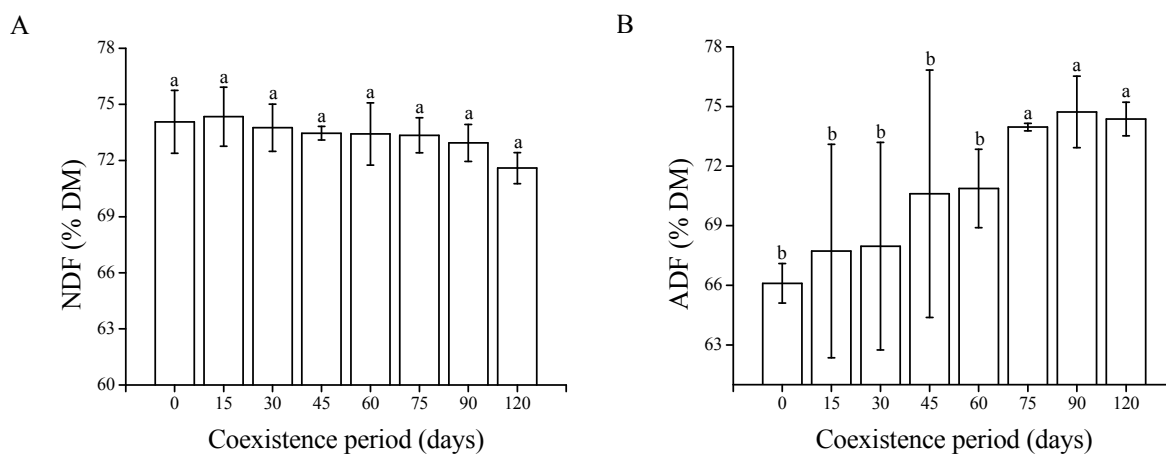 A
NDF (% DM)
78
75
72
69
66
63
60
a a a a a a a a
0 15 30 45 60 75 90 120
Coexistence period (days)
B
ADF (% DM)
78
75
72
69
66
63
b b b b b a a a
0 15 30 45 60 75 90 120
Coexistence period (days)